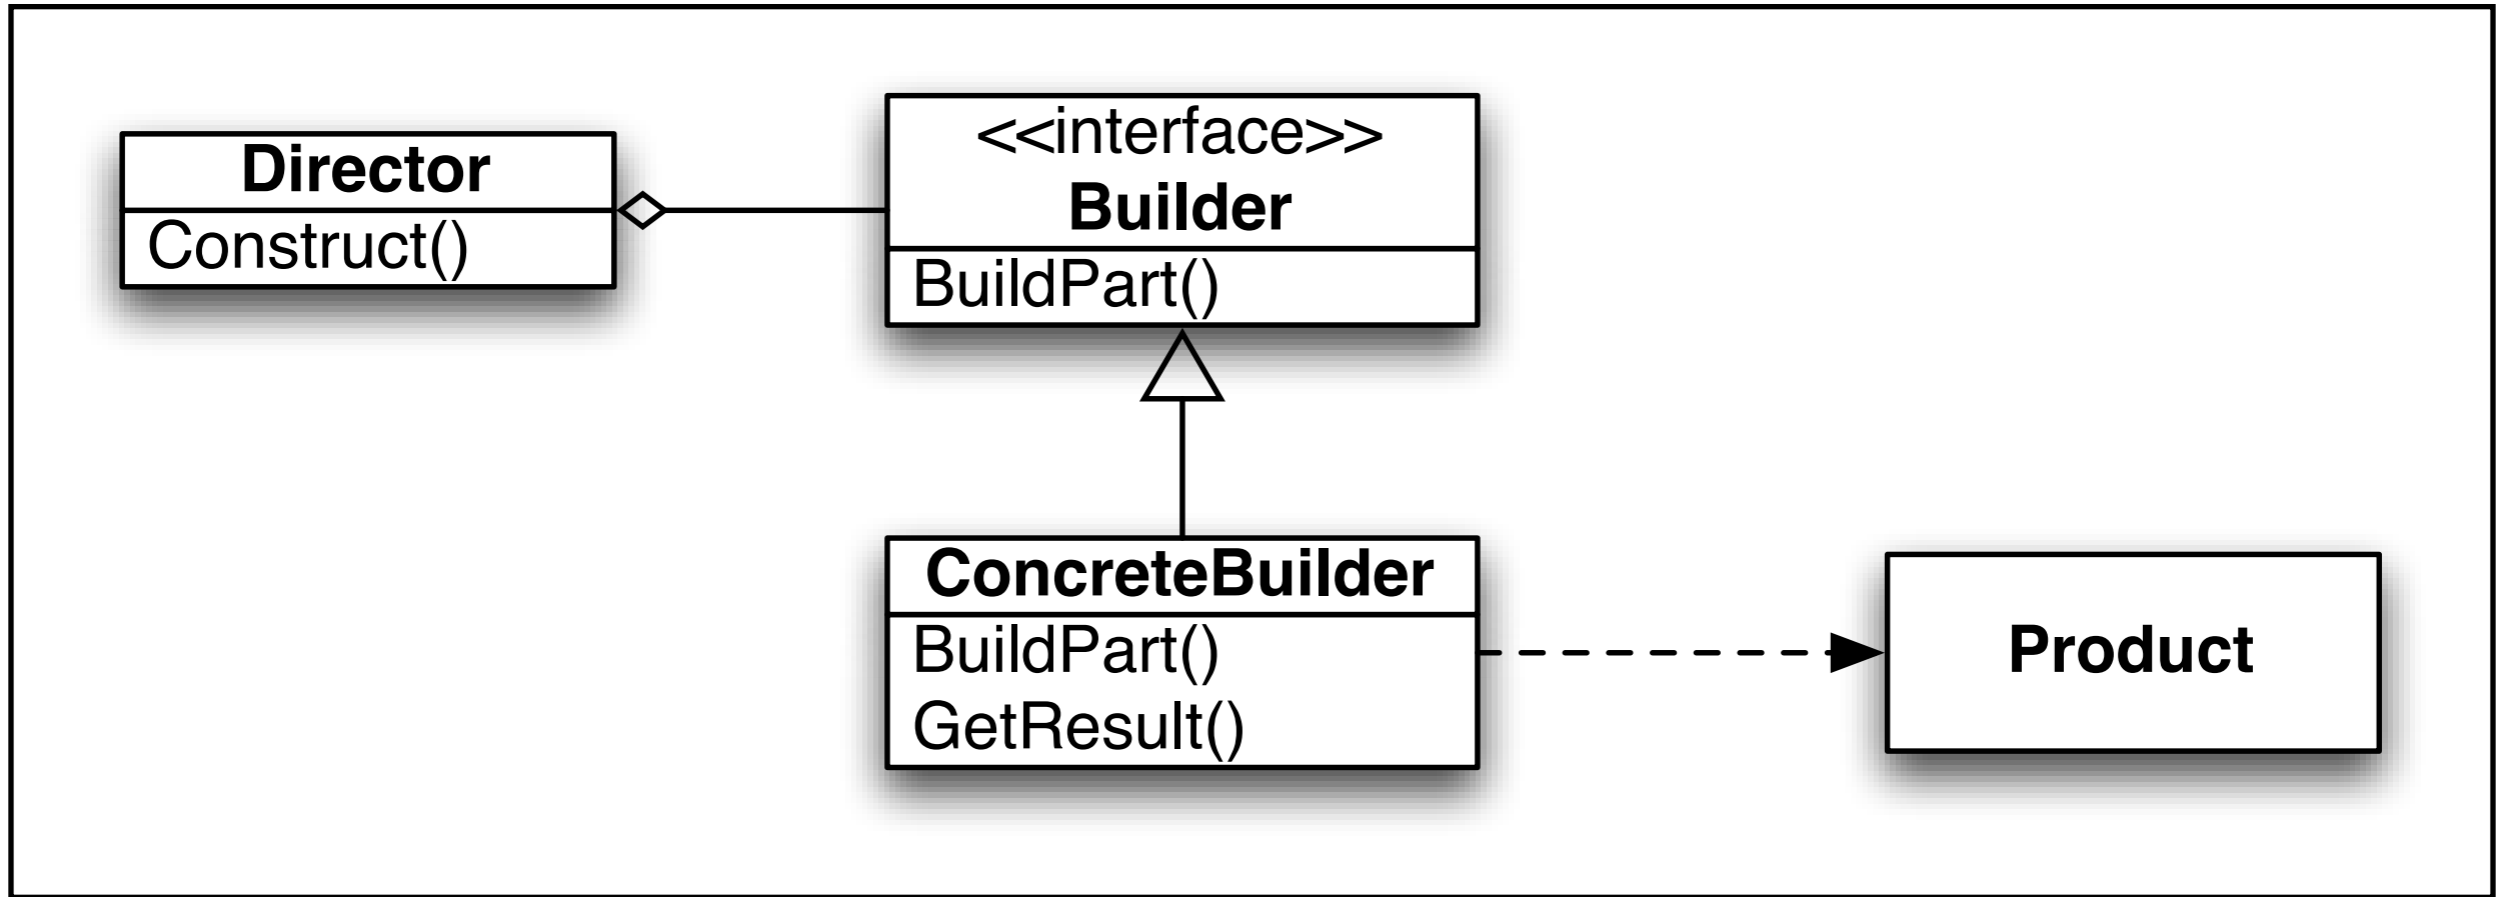 Director
Construct()
<<interface>>
Builder
BuildPart()
ConcreteBuilder
BuildPart()
GetResult()
Product